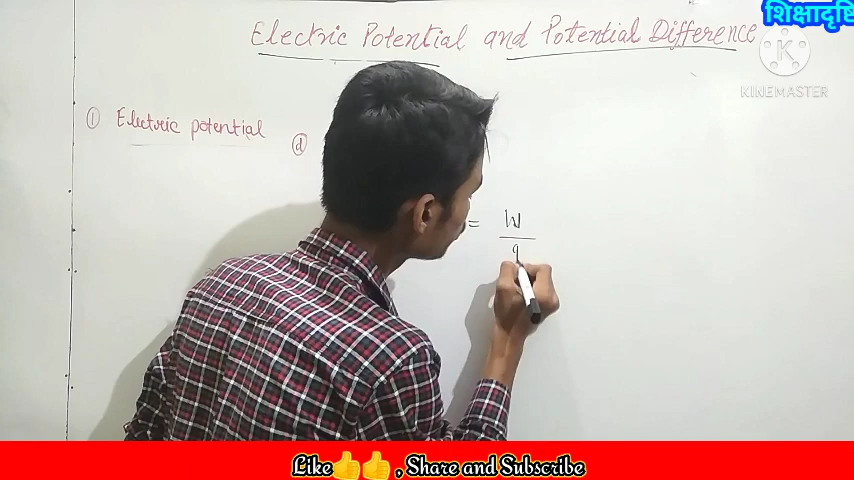 शिक्षादृष्टि
Electric Potential and Potential Difference
K
KINEMASTER
① Electric potential
ⓓ
= W
q
Like👍👍, Share and Subscribe